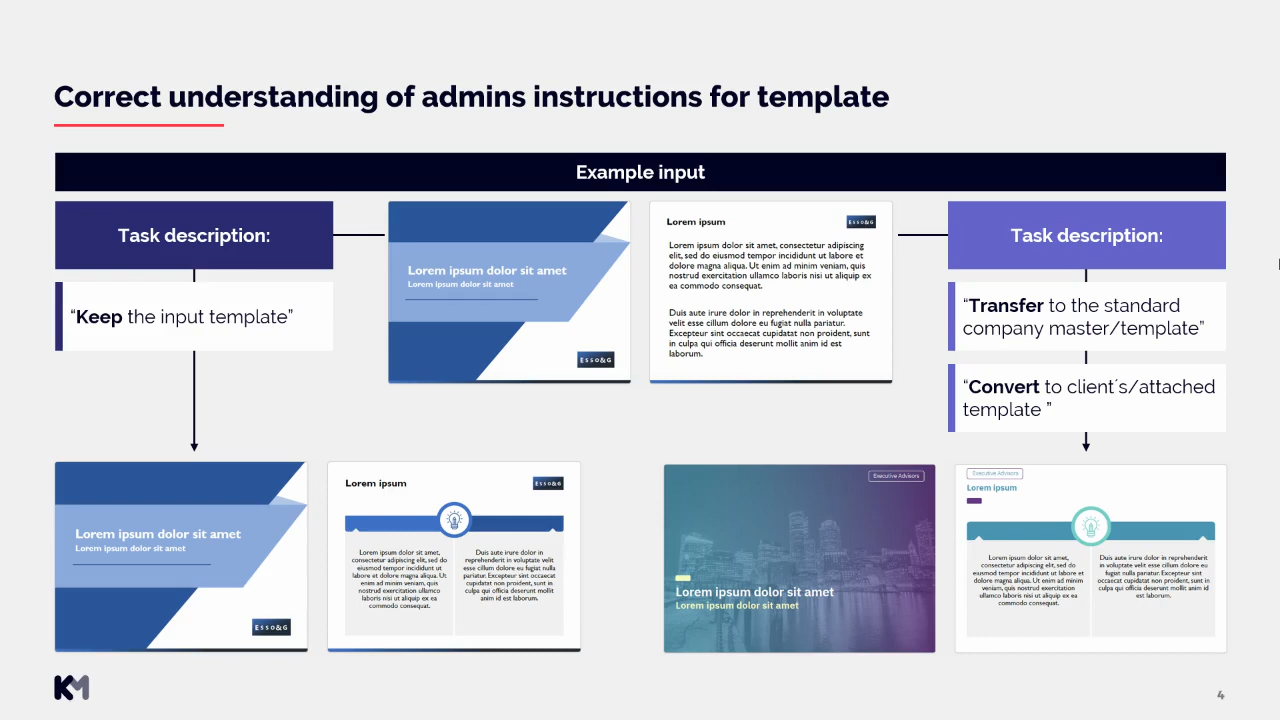 Correct understanding of admins instructions for template
Example input
Task description:
“Keep the input template”
Lorem ipsum dolor sit amet
Lorem ipsum dolor sit amet
ESSO&G
Lorem ipsum
ESSO&G
Lorem ipsum dolor sit amet, consectetur adipiscing
elit, sed do eiusmod tempor incididunt ut labore et
dolore magna aliqua. Ut enim ad minim veniam, quis
nostrud exercitation ullamco laboris nisi ut aliquip ex
ea commodo consequat.
Duis aute irure dolor in reprehenderit in voluptate
velit esse cillum dolore eu fugiat nulla pariatur.
Excepteur sint occaecat cupidatat non proident, sunt
in culpa qui officia deserunt mollit anim id est
laborum.
Task description:
“Transfer to the standard
company master/template”
“Convert to client´s/attached
template ”
Lorem ipsum dolor sit amet
Lorem ipsum dolor sit amet
ESSO&G
Lorem ipsum
ESSO&G
Lorem ipsum dolor sit amet,
consectetur adipiscing elit, sed do
eiusmod tempor incididunt ut
labore et dolore magna aliqua. Ut
enim ad minim veniam, quis
nostrud exercitation ullamco
laboris nisi ut aliquip ex ea
commodo consequat.
Duis aute irure dolor in
reprehenderit in voluptate velit
esse cillum dolore eu fugiat nulla
pariatur. Excepteur sint occaecat
cupidatat non proident, sunt in
culpa qui officia deserunt mollit
anim id est laborum.
Executive Advisors
Lorem ipsum dolor sit amet
Lorem ipsum dolor sit amet
Executive Advisors
Lorem ipsum
Lorem ipsum dolor sit amet,
consectetur adipiscing elit, sed do
eiusmod tempor incididunt ut labore et
dolore magna aliqua. Ut enim ad minim
veniam, quis nostrud exercitation
ullamco laboris nisi ut aliquip ex ea
commodo consequat.
Duis aute irure dolor in reprehenderit
in voluptate velit esse cillum dolore eu
fugiat nulla pariatur. Excepteur sint
occaecat cupidatat non proident, sunt in
culpa qui officia deserunt mollit anim id
est laborum.
KM
4